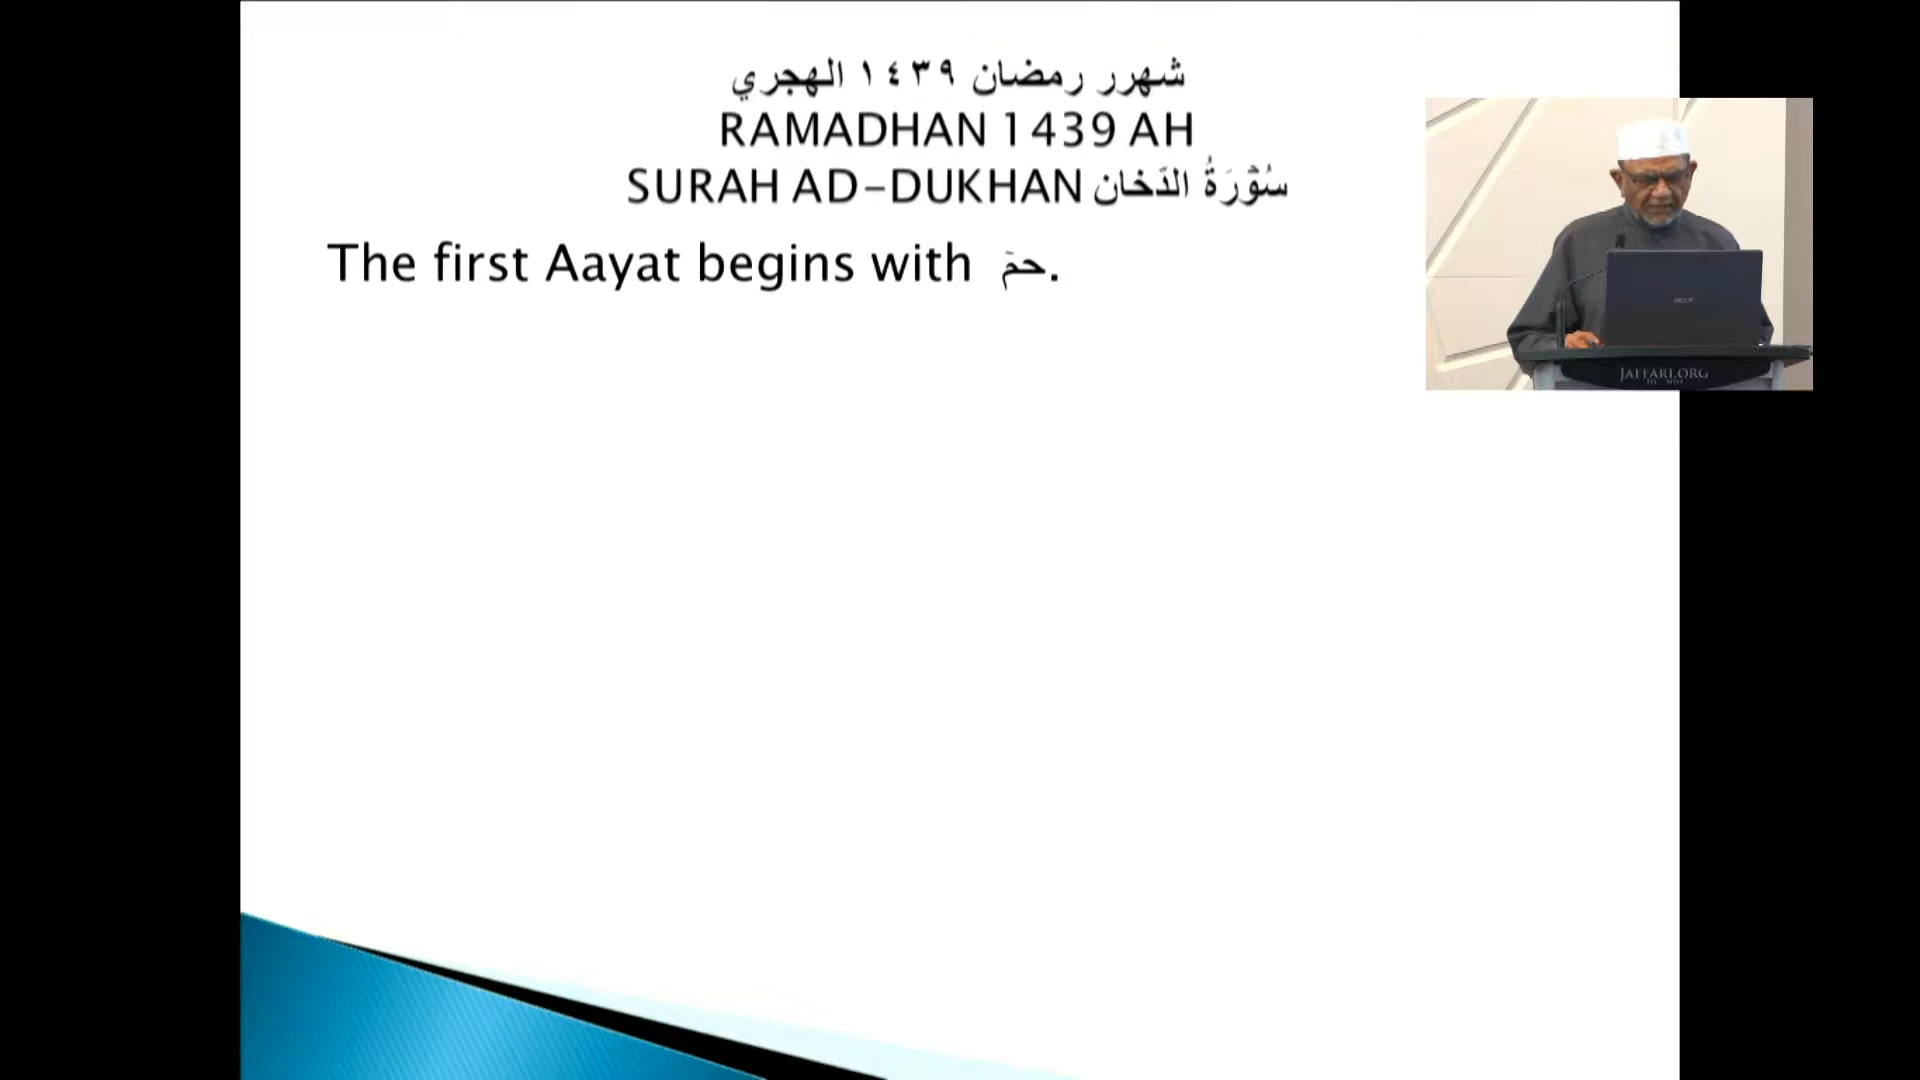 شهرر رمضان ١٤٣٩ الهجري
RAMADHAN 1439 AH
SURAH AD-DUKHAN سُوْرَةُ الدّخان
The first Aayat begins with حمٓ.
acer
JAFFARI.ORG